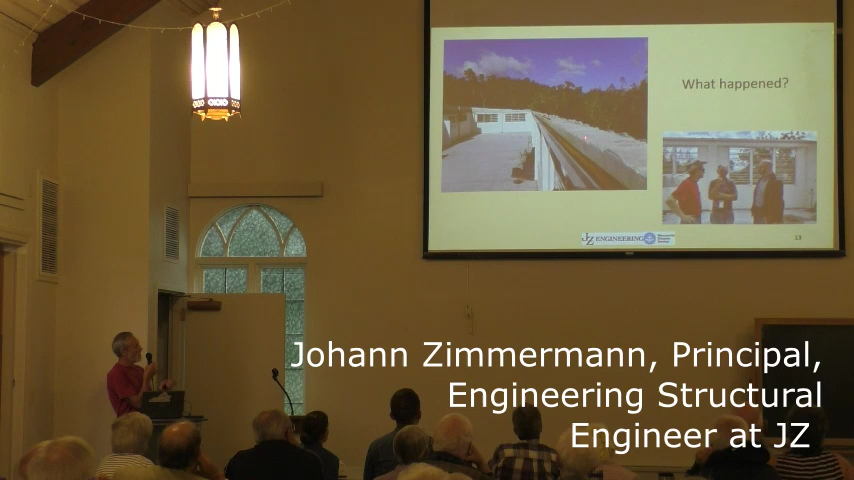 What happened?
JZ ENGINEERING
13
Johann Zimmermann, Principal,
Engineering Structural
Engineer at JZ